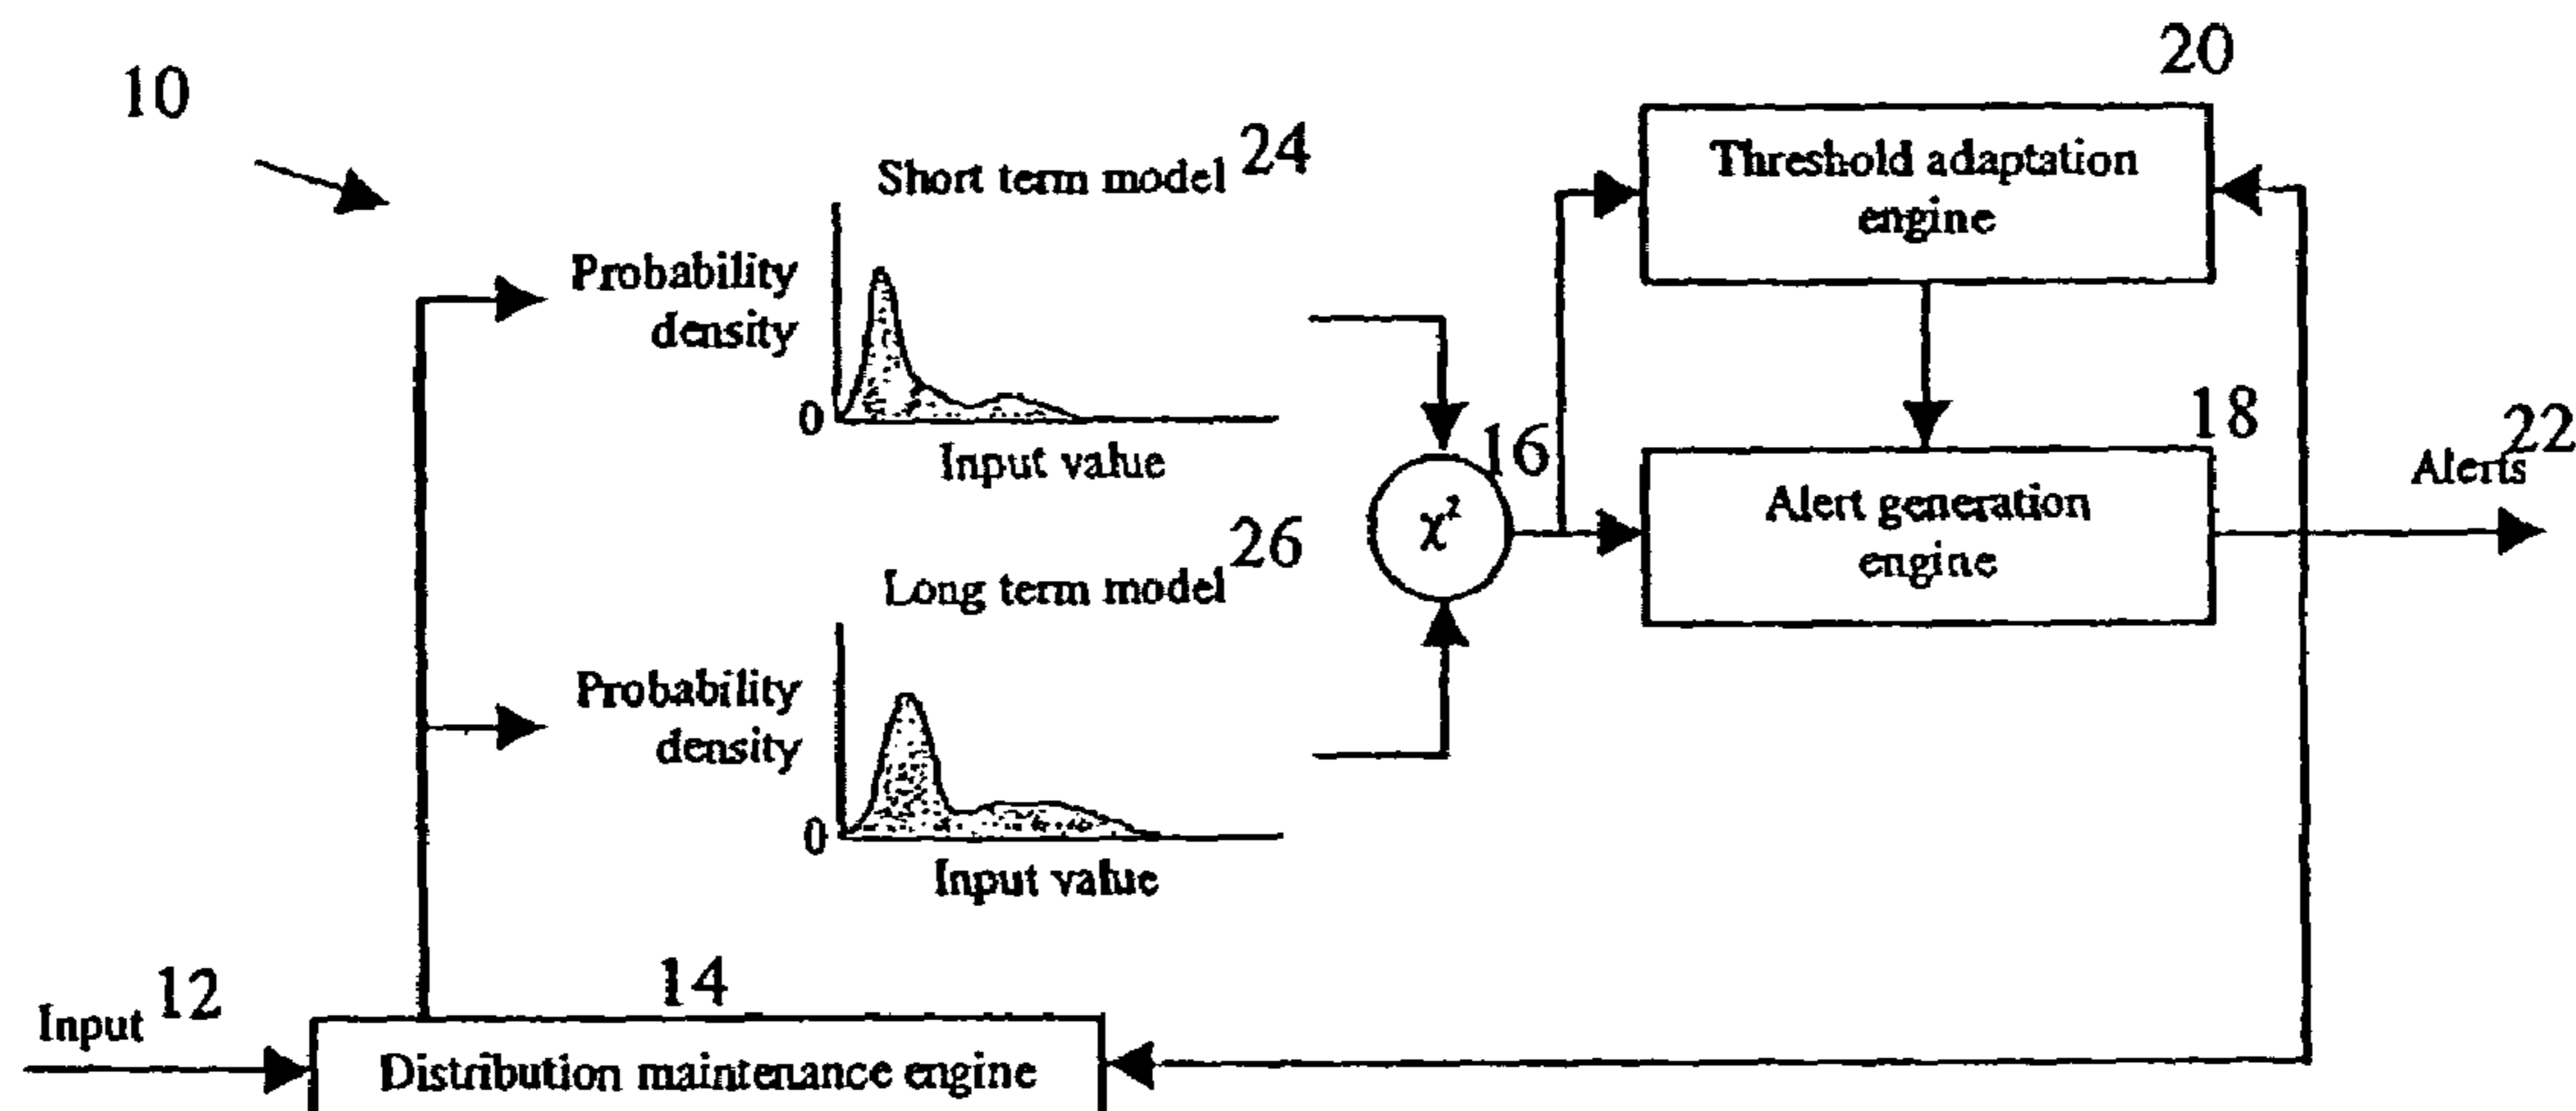 10
20
Short term model 24
Threshold adaptation
engine
Probability
density
0
Input value
16
χ²
18
Alert generation
engine
Alerts 22
Long term model 26
Probability
density
0
Input value
Input 12
14
Distribution maintenance engine